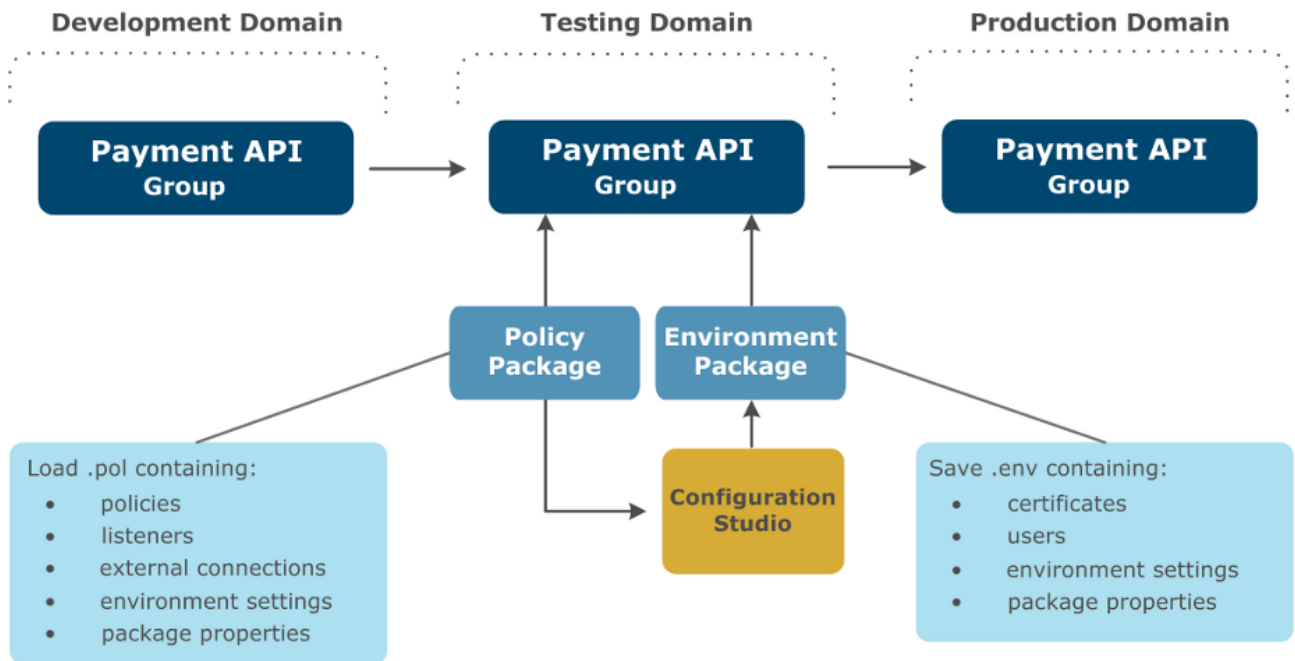 Development Domain
Testing Domain
Production Domain
Payment API
Group
Payment API
Group
Payment API
Group
Policy
Package
Environment
Package
Load .pol containing:
• policies
• listeners
• external connections
• environment settings
• package properties
Configuration
Studio
Save .env containing:
• certificates
• users
• environment settings
• package properties